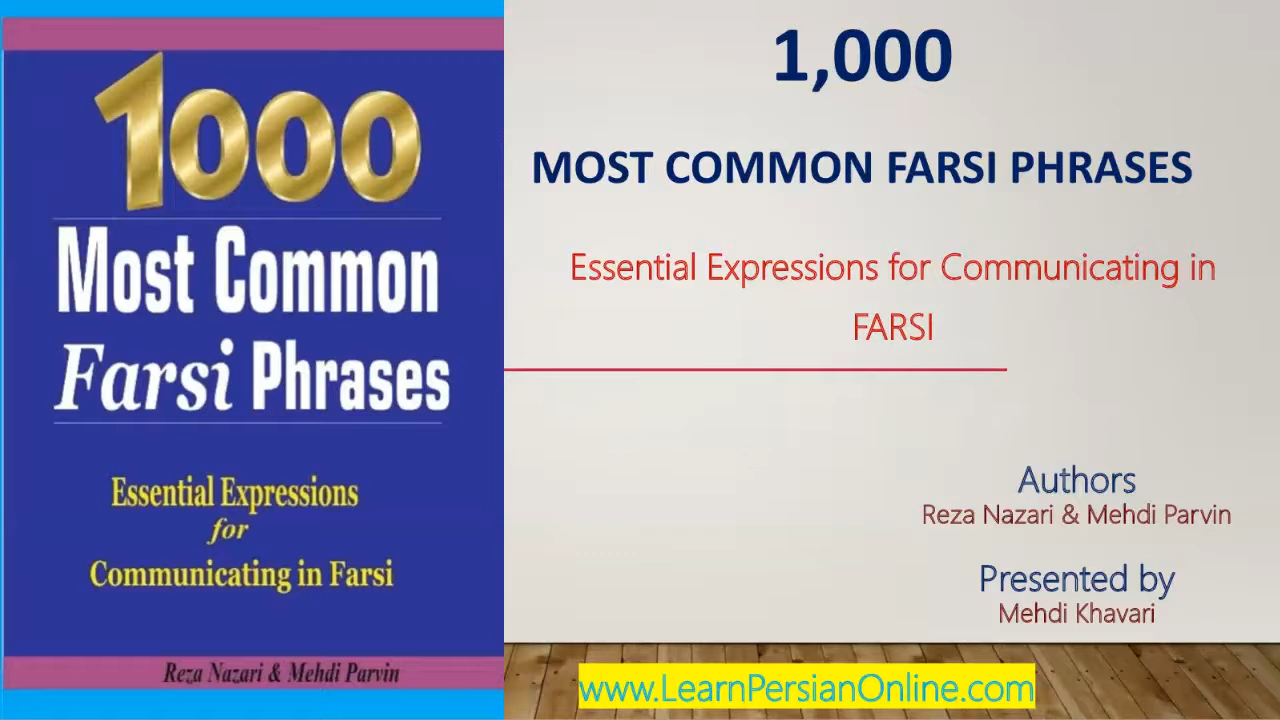 1000
Most Common
Farsi Phrases
Essential Expressions
for
Communicating in Farsi
Reza Nazari & Mehdi Parvin
1,000
MOST COMMON FARSI PHRASES
Essential Expressions for Communicating in
FARSI
Authors
Reza Nazari & Mehdi Parvin
Presented by
Mehdi Khavari
www.LearnPersianOnline.com